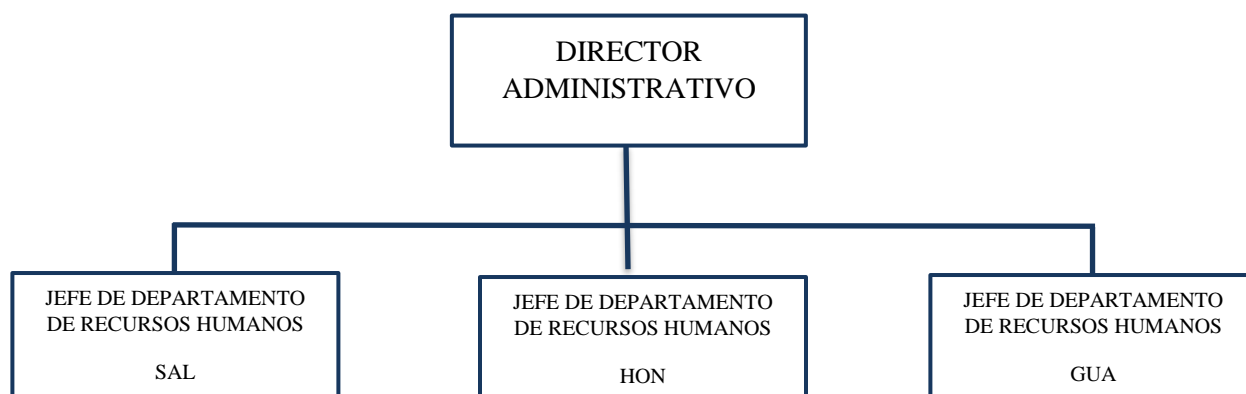 DIRECTOR
ADMINISTRATIVO
JEFE DE DEPARTAMENTO
DE RECURSOS HUMANOS
SAL
JEFE DE DEPARTAMENTO
DE RECURSOS HUMANOS
HON
JEFE DE DEPARTAMENTO
DE RECURSOS HUMANOS
GUA